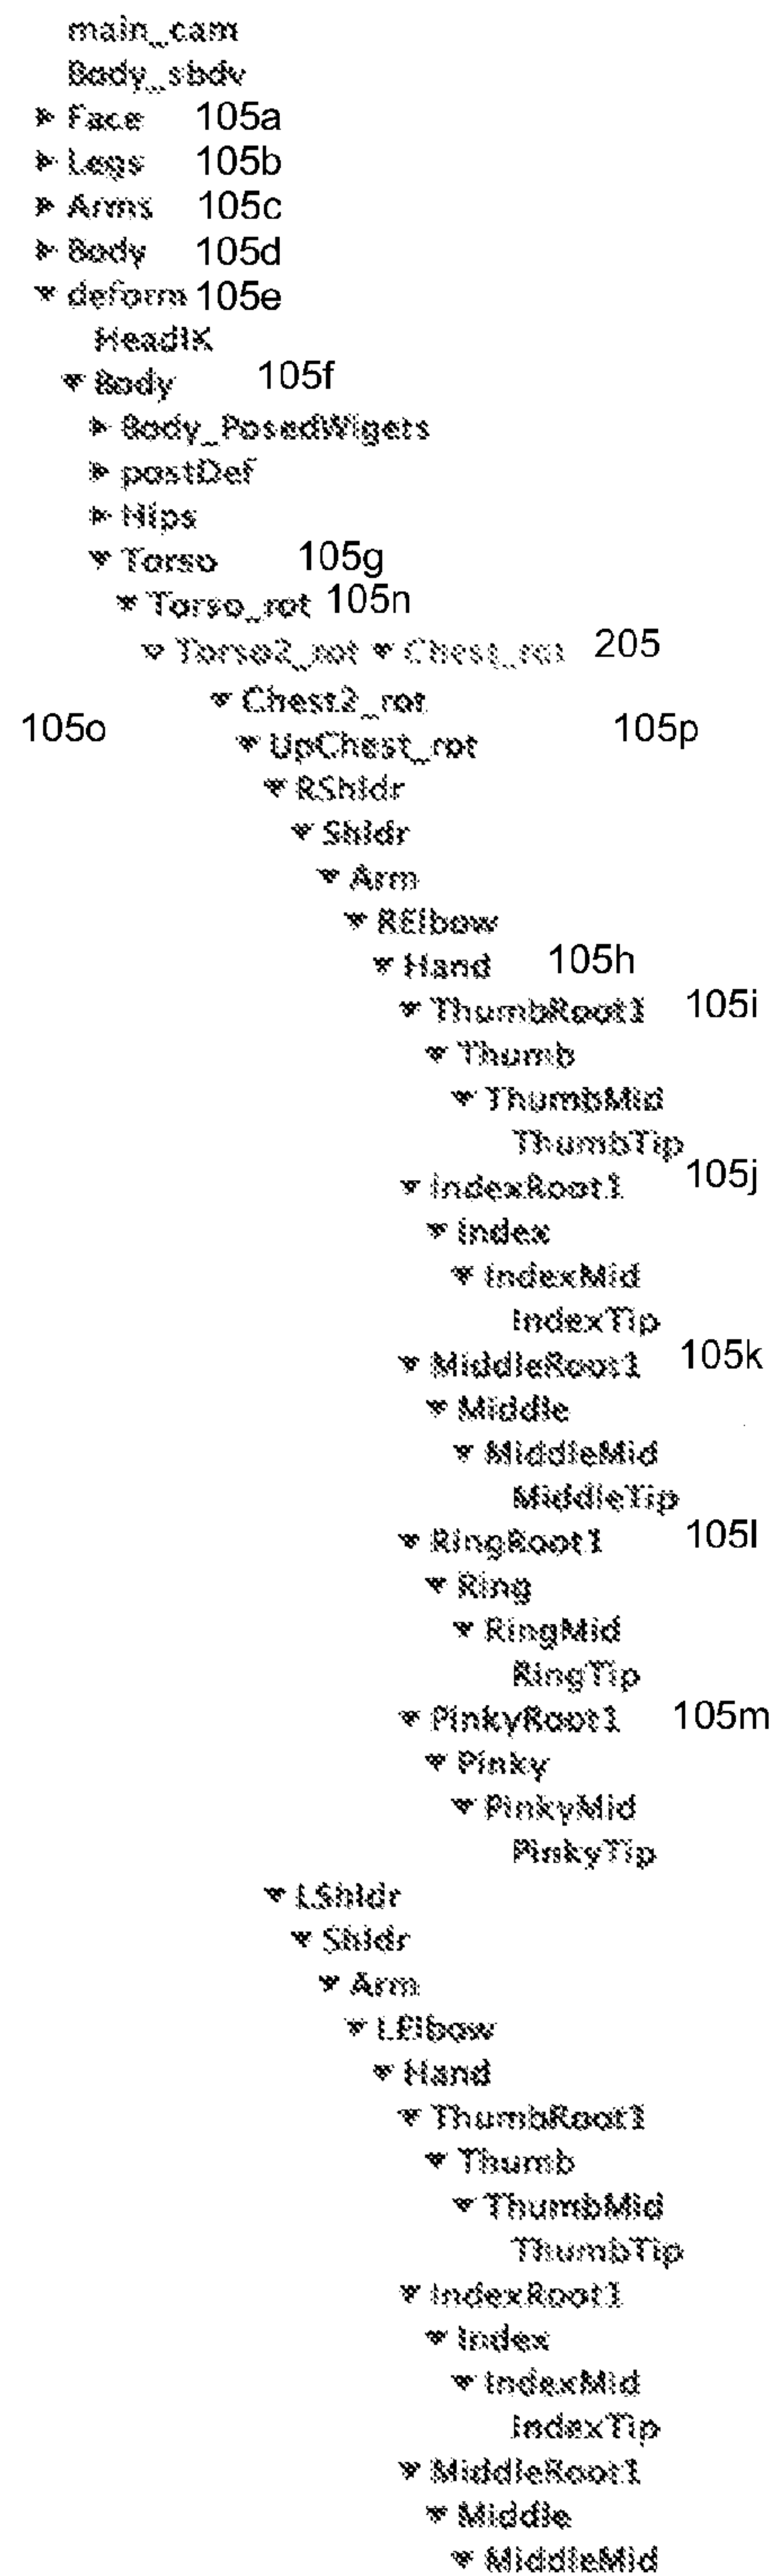 main_cam
Body_sbdv
Face 105a
Legs 105b
Arms 105c
Body 105d
deform 105e
HeadIK
Body 105f
Body_PosedWigets
postDef
Hips
Torso 105g
Torso_rot 105n
Torso2_rot Chest_rot 205
Chest2_rot
105o UpChest_rot 105p
RShldr
Shldr
Arm
RElbow
Hand 105h
ThumbRoot1 105i
Thumb
ThumbMid
ThumbTip
IndexRoot1 105j
Index
IndexMid
IndexTip
MiddleRoot1 105k
Middle
MiddleMid
MiddleTip
RingRoot1 105l
Ring
RingMid
RingTip
PinkyRoot1 105m
Pinky
PinkyMid
PinkyTip
LShldr
Shldr
Arm
LElbow
Hand
ThumbRoot1
Thumb
ThumbMid
ThumbTip
IndexRoot1
Index
IndexMid
IndexTip
MiddleRoot1
Middle
MiddleMid